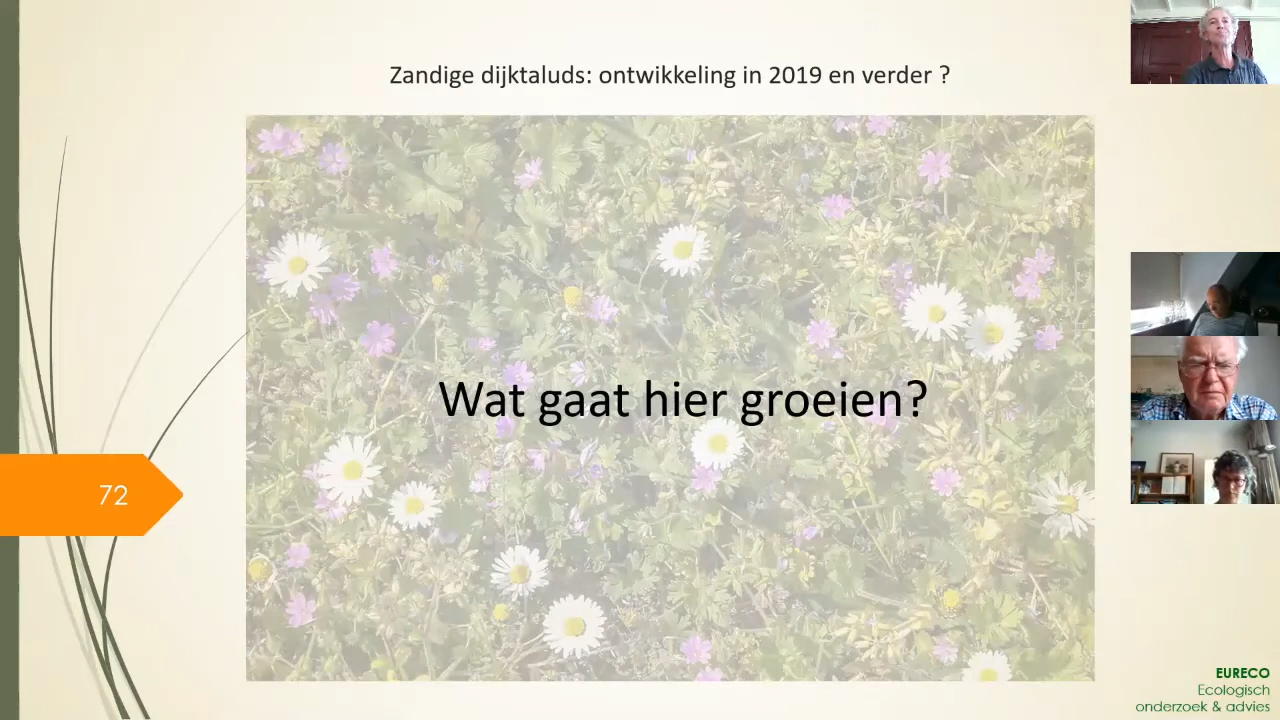 Zandige dijktaluds: ontwikkeling in 2019 en verder ?
Wat gaat hier groeien?
72
EURECO
Ecologisch
onderzoek & advies